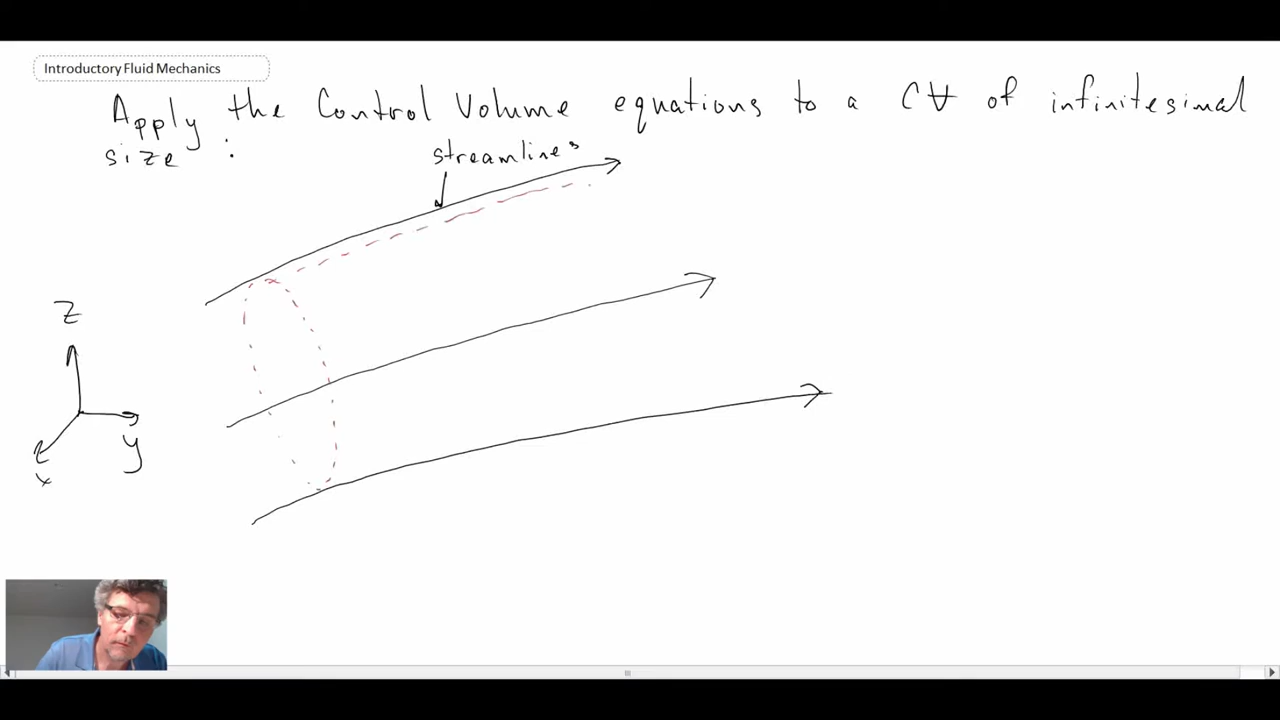 Introductory Fluid Mechanics
Apply the Control Volume equations to a C∀ of infinitesimal
size :
streamlines
z
y
x